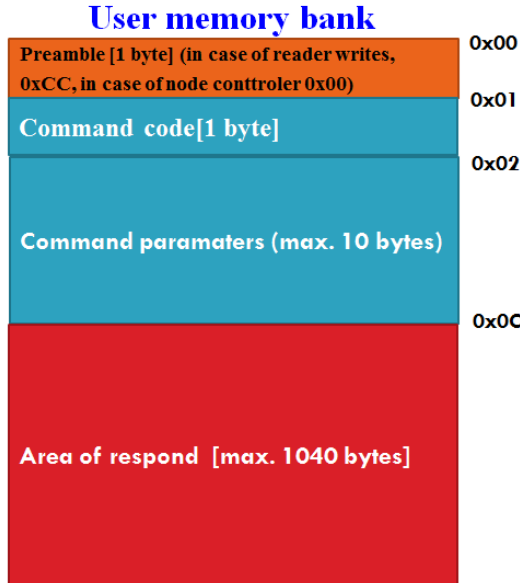 User memory bank
0x00
Preamble [1 byte] (in case of reader writes,
0xCC, in case of node conttroler 0x00)
0x01
Command code[1 byte]
0x02
Command paramaters (max. 10 bytes)
0x0C
Area of respond [max. 1040 bytes]